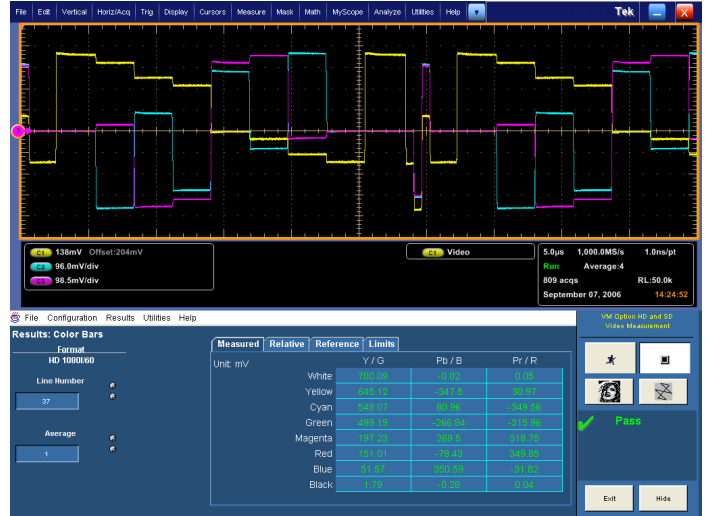 File Edit Vertical Horiz/Acq Trig Display Cursors Measure Mask Math MyScope Analyze Utilities Help Tek X
3
C1 138mV Offset:204mV
C2 96.0mV/div
C3 98.5mV/div
C1 Video
5.0µs 1,000.0MS/s 1.0ns/pt
Run Average:4
809 acqs RL:50.0k
September 07, 2006 14:24:52
File Configuration Results Utilities Help
VM Option HD and SD
Video Measurement
Results: Color Bars
Format
HD 1080I/60
Line Number
37
Average
1
Measured Relative Reference Limits
Unit: mV Y / G Pb / B Pr / R
White 700.09 -0.02 0.05
Yellow 645.12 -347.5 30.97
Cyan 548.07 80.96 -349.56
Green 499.19 -266.84 -315.96
Magenta 197.23 269.5 318.75
Red 151.01 -78.43 349.85
Blue 51.57 350.59 -31.82
Black 1.79 -0.28 0.04
Pass
Exit Hide